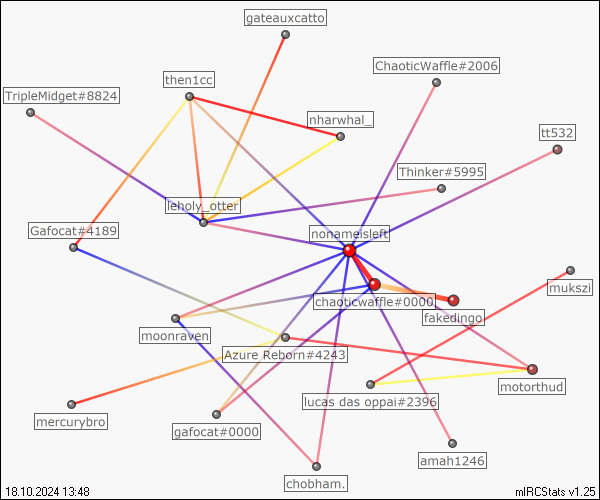 gateauxcatto
ChaoticWaffle#2006
then1cc
TripleMidget#8824
nharwhal_
tt532
Thinker#5995
leholy_otter
Gafocat#4189
nonameisleft
mukszi
chaoticwaffle#0000
fakedingo
moonraven
Azure Reborn#4243
motorthud
lucas das oppai#2396
mercurybro
gafocat#0000
amah1246
chobham.
18.10.2024 13:48
mIRCStats v1.25